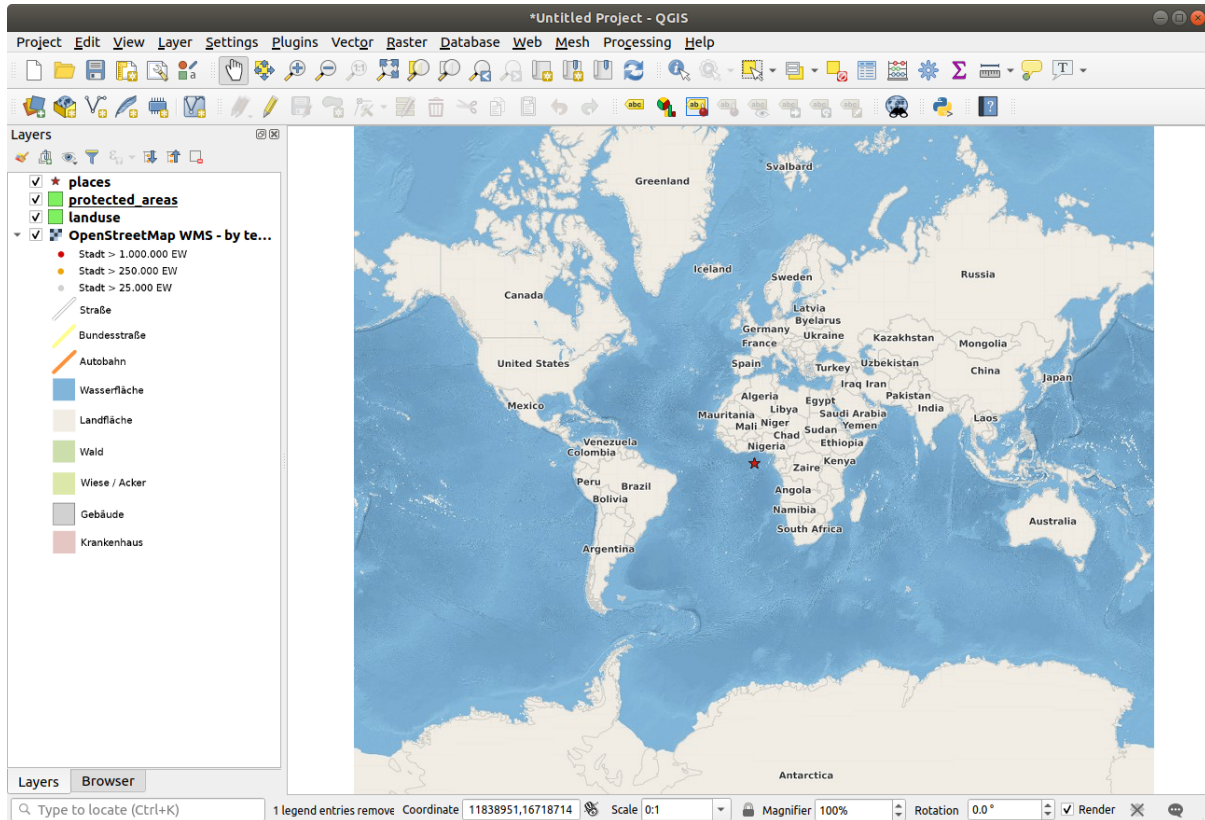 *Untitled Project - QGIS
Project Edit View Layer Settings Plugins Vector Raster Database Web Mesh Processing Help
Layers
places
protected_areas
landuse
OpenStreetMap WMS - by te...
Stadt > 1.000.000 EW
Stadt > 250.000 EW
Stadt > 25.000 EW
Straße
Bundesstraße
Autobahn
Wasserfläche
Landfläche
Wald
Wiese / Acker
Gebäude
Krankenhaus
Greenland
Svalbard
Iceland
Sweden
Russia
Canada
Latvia
Byelarus
Germany
Ukraine
France
Kazakhstan
Mongolia
United States
Spain
Turkey
Uzbekistan
China
Japan
Iraq Iran
Mexico
Algeria
Egypt
Pakistan
Libya
India
Mauritania
Saudi Arabia
Laos
Mali
Niger
Sudan
Yemen
Chad
Venezuela
Nigeria
Ethiopia
Colombia
Zaire
Kenya
Peru
Brazil
Angola
Bolivia
Namibia
Australia
South Africa
Argentina
Antarctica
Layers Browser
Type to locate (Ctrl+K) 1 legend entries remove Coordinate 11838951,16718714 Scale 0:1 Magnifier 100% Rotation 0.0 ° Render